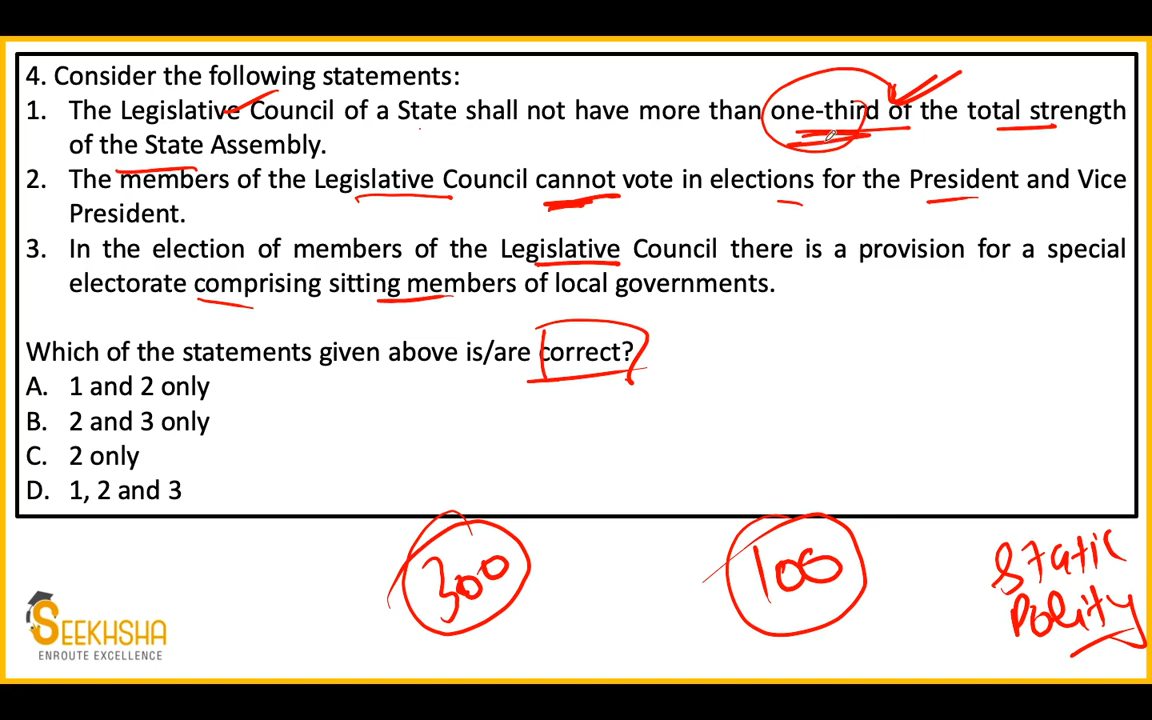 4. Consider the following statements:
1. The Legislative Council of a State shall not have more than one-third of the total strength
of the State Assembly.
2. The members of the Legislative Council cannot vote in elections for the President and Vice
President.
3. In the election of members of the Legislative Council there is a provision for a special
electorate comprising sitting members of local governments.
Which of the statements given above is/are correct?
A. 1 and 2 only
B. 2 and 3 only
C. 2 only
D. 1, 2 and 3
300
100
Static
Polity
SEEKHSHA
ENROUTE EXCELLENCE